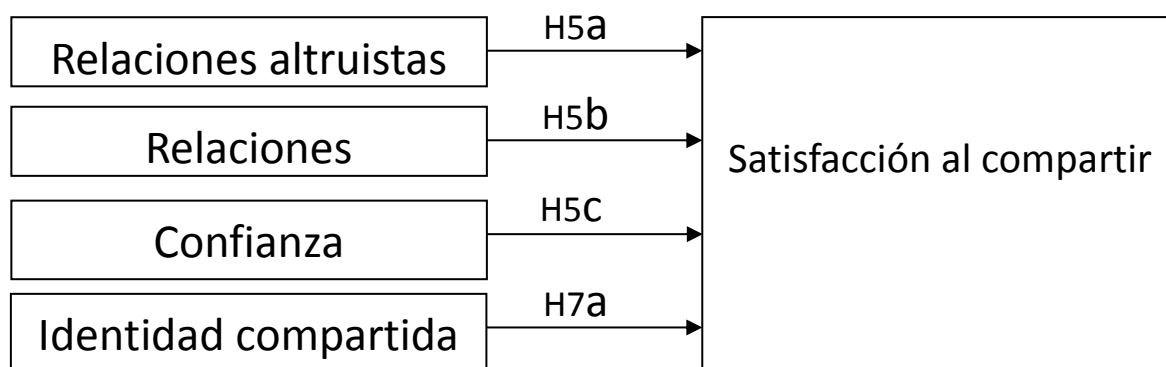 Relaciones altruistas
H5a
Relaciones
H5b
Confianza
H5c
Identidad compartida
H7a
Satisfacción al compartir